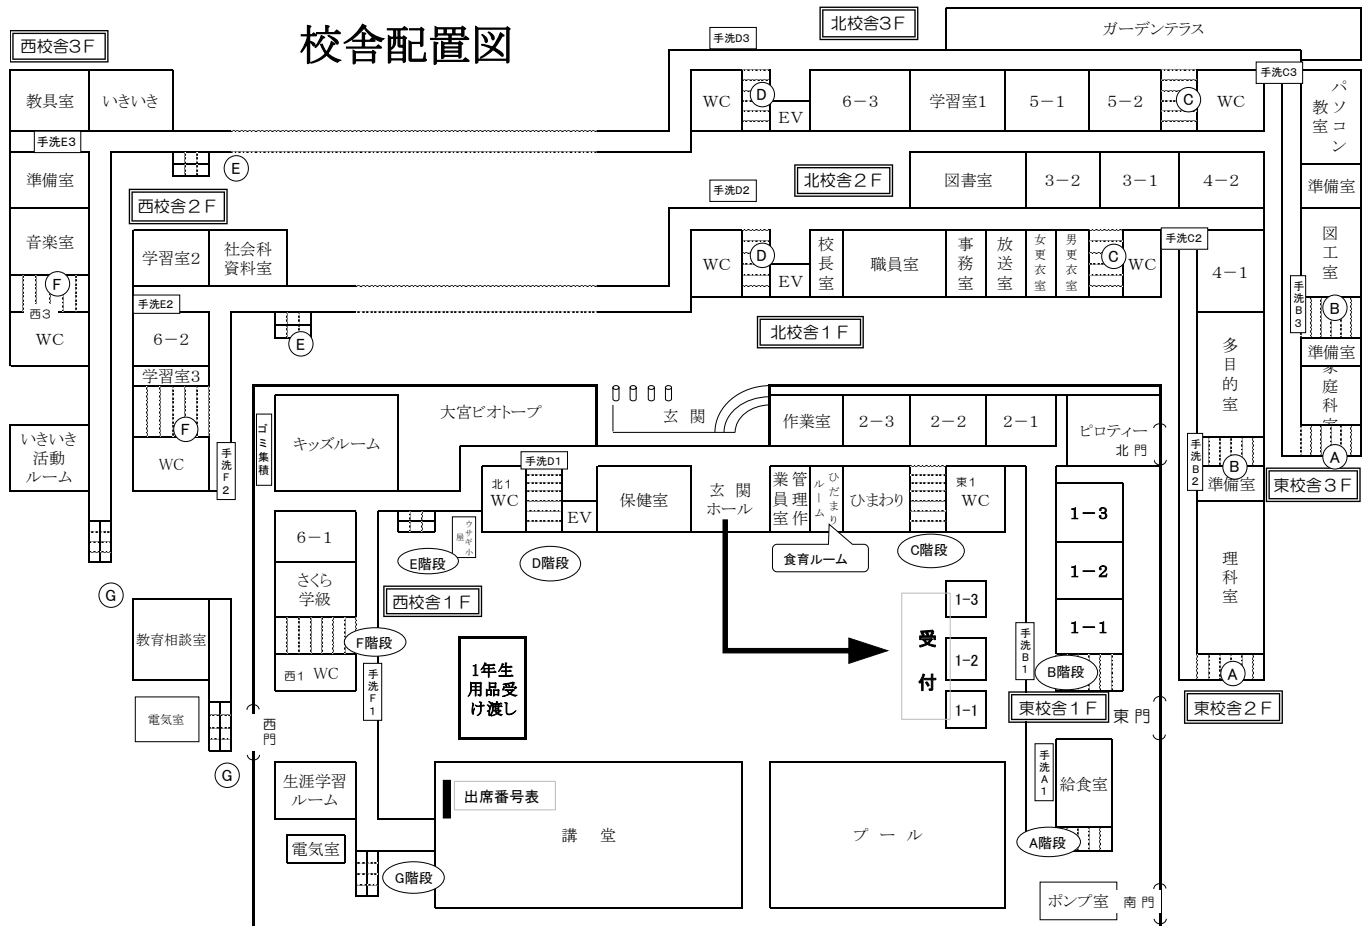 校舎配置図
西校舎3F
北校舎3F
ガーデンテラス
手洗D3
手洗C3
教具室
いきいき
WC
D
EV
6-3
学習室1
5-1
5-2
C
WC
パソコン
教室
手洗E3
E
準備室
西校舎2F
手洗D2
北校舎2F
図書室
3-2
3-1
4-2
準備室
音楽室
学習室2
社会科
資料室
WC
D
EV
校長室
職員室
事務室
放送室
女更衣室
男更衣室
C
WC
手洗C2
4-1
図工室
F
西3
WC
手洗E2
6-2
学習室3
E
北校舎1F
手洗B3
B
準備室
家庭科室
多目的室
A
東校舎3F
F
WC
手洗F2
ゴミ集積
キッズルーム
大宮ビオトープ
玄関
作業室
2-3
2-2
2-1
ピロティー
北門
手洗B2
B
準備室
いきいき
活動
ルーム
手洗D1
北1
WC
EV
保健室
玄関
ホール
管理作
業員室
ひだまり
ルーム
ひまわり
東1
WC
1-3
1-2
1-1
理科室
食育ルーム
6-1
さくら
学級
ウサギ小
屋
E階段
D階段
C階段
G
西校舎1F
教育相談室
F階段
西1 WC
手洗F1
1年生
用品受
け渡し
受付
1-3
1-2
1-1
手洗B1
B階段
東校舎1F
東門
A
東校舎2F
電気室
西門
G
生涯学習
ルーム
電気室
出席番号表
講堂
プール
手洗A1
給食室
A階段
G階段
ポンプ室
南門